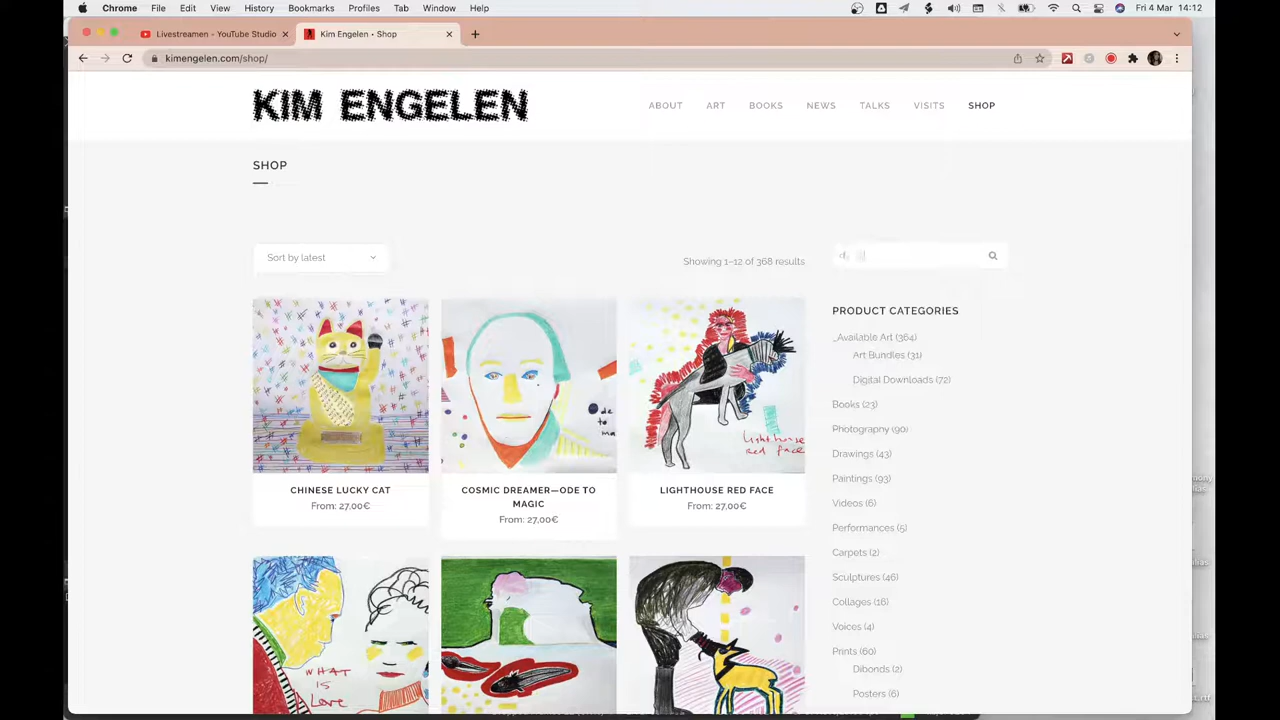 Chrome File Edit View History Bookmarks Profiles Tab Window Help Fri 4 Mar 14:12
Livestreamen - YouTube Studio Kim Engelen • Shop
kimengelen.com/shop/
KIM ENGELEN
ABOUT ART BOOKS NEWS TALKS VISITS SHOP
SHOP
Sort by latest
Showing 1–12 of 368 results
CHINESE LUCKY CAT
From: 27,00€
COSMIC DREAMER—ODE TO
MAGIC
From: 27,00€
LIGHTHOUSE RED FACE
From: 27,00€
ode
to
Lighthouse
red face
WHAT
IS
Love
PRODUCT CATEGORIES
_Available Art (364)
Art Bundles (31)
Digital Downloads (72)
Books (23)
Photography (90)
Drawings (43)
Paintings (93)
Videos (6)
Performances (5)
Carpets (2)
Sculptures (46)
Collages (16)
Voices (4)
Prints (60)
Dibonds (2)
Posters (6)